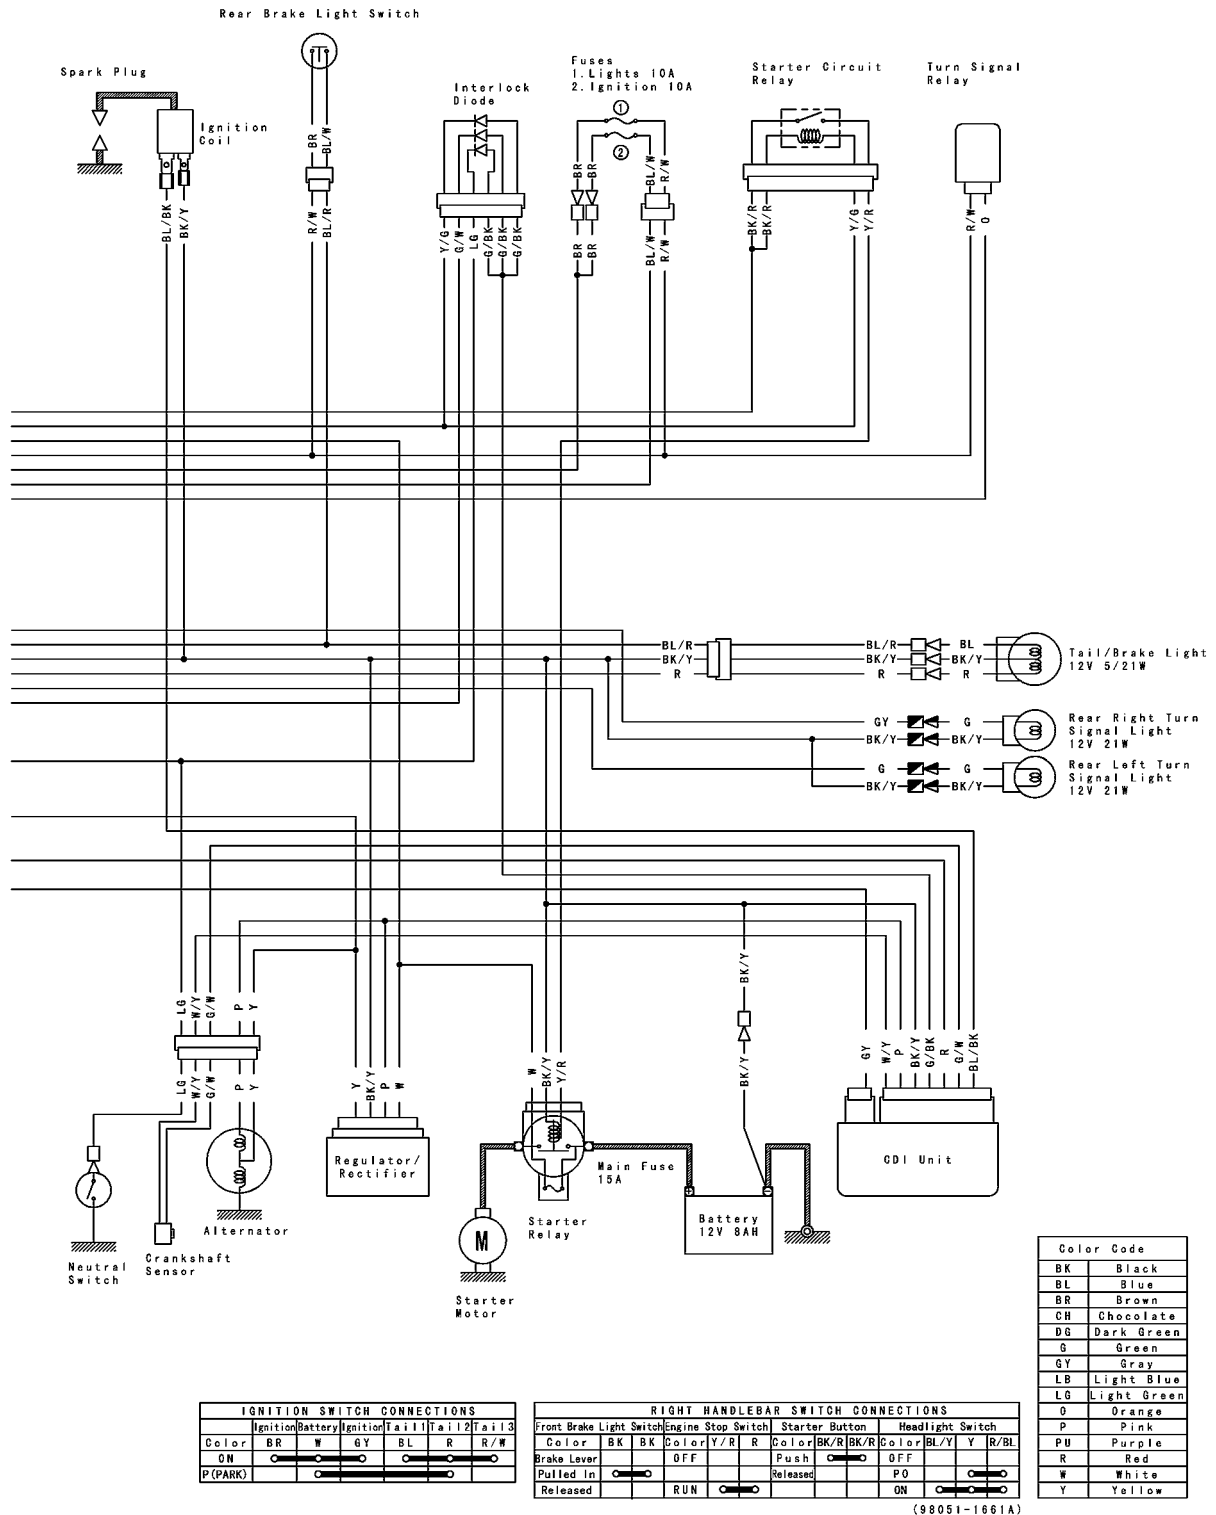 Rear Brake Light Switch
Spark Plug
Ignition
Coil
Interlock
Diode
Fuses
1. Lights 10A
2. Ignition 10A
1
2
Starter Circuit
Relay
Turn Signal
Relay
BR
BL/W
BR
BR
BL/W
R/W
BL/BK
BK/Y
R/W
BL/R
Y/G
G/W
LG
G/BK
G/BK
G/BK
BR
BR
BL/W
R/W
BK/R
BK/R
Y/G
Y/R
R/W
O
BL/R
BK/Y
R
BL/R
BK/Y
R
BL
BK/Y
R
Tail/Brake Light
12V 5/21W
GY
BK/Y
G
BK/Y
Rear Right Turn
Signal Light
12V 21W
G
BK/Y
G
BK/Y
Rear Left Turn
Signal Light
12V 21W
LG
W/Y
G/W
P
Y
LG
W/Y
G/W
P
Y
Y
BK/Y
P
W
W
BK/Y
Y/R
BK/Y
BK/Y
GY
W/Y
P
BK/Y
G/BK
R
G/W
BL/BK
Regulator/
Rectifier
Main Fuse
15A
CDI Unit
Starter
Relay
Battery
12V 8AH
M
Alternator
Neutral
Switch
Crankshaft
Sensor
Starter
Motor
Color Code
BK Black
BL Blue
BR Brown
CH Chocolate
DG Dark Green
G Green
GY Gray
LB Light Blue
LG Light Green
O Orange
P Pink
PU Purple
R Red
W White
Y Yellow
IGNITION SWITCH CONNECTIONS
Ignition Battery Ignition Tail1 Tail2 Tail3
Color BR W GY BL R R/W
ON
P(PARK)
RIGHT HANDLEBAR SWITCH CONNECTIONS
Front Brake Light Switch Engine Stop Switch Starter Button Headlight Switch
Color BK BK Color Y/R R Color BK/R BK/R Color BL/Y Y R/BL
Brake Lever OFF Push OFF
Pulled In Released PO
Released RUN ON
(98051-1661A)